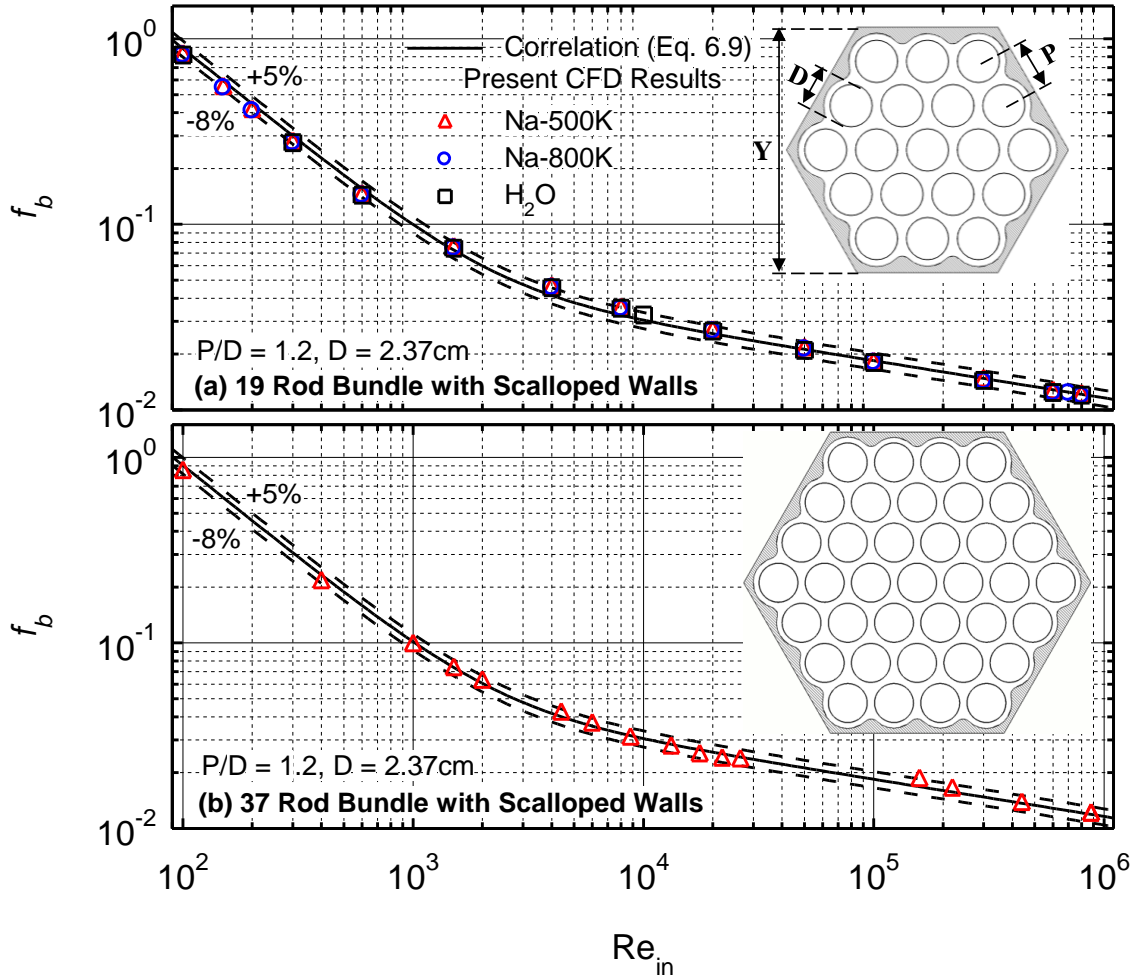 10^0
10^-1
10^-2
f_b
Correlation (Eq. 6.9)
Present CFD Results
Na-500K
Na-800K
H_2O
+5%
-8%
D
P
Y
P/D = 1.2, D = 2.37cm
(a) 19 Rod Bundle with Scalloped Walls
10^0
10^-1
10^-2
f_b
+5%
-8%
P/D = 1.2, D = 2.37cm
(b) 37 Rod Bundle with Scalloped Walls
10^2 10^3 10^4 10^5 10^6
Re_in